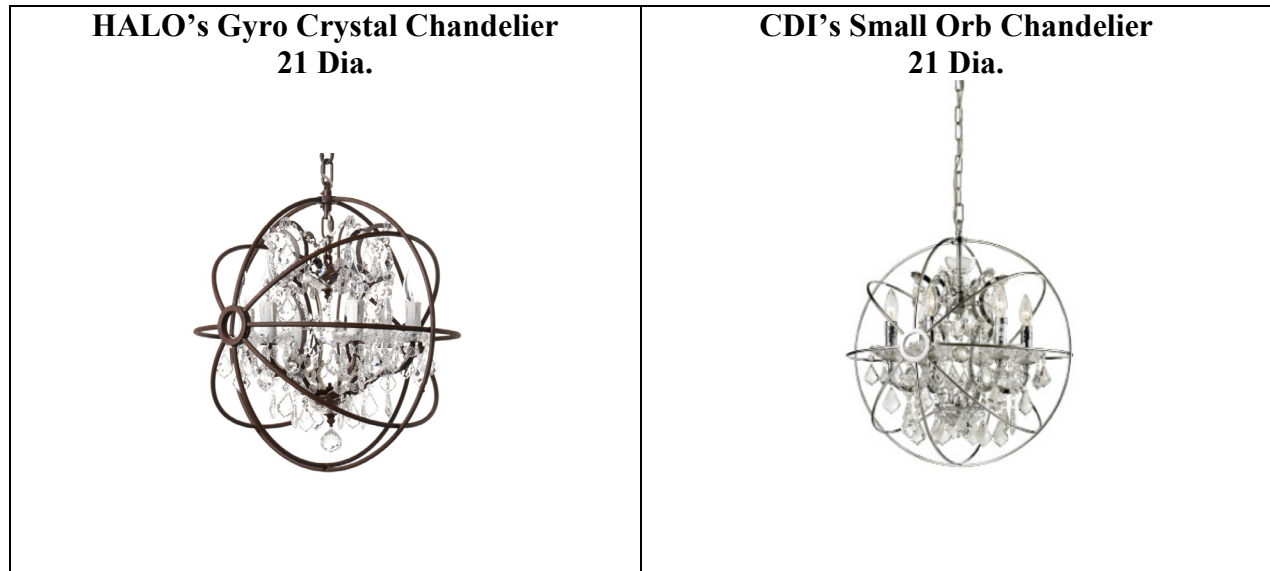 HALO’s Gyro Crystal Chandelier
21 Dia.
CDI’s Small Orb Chandelier
21 Dia.